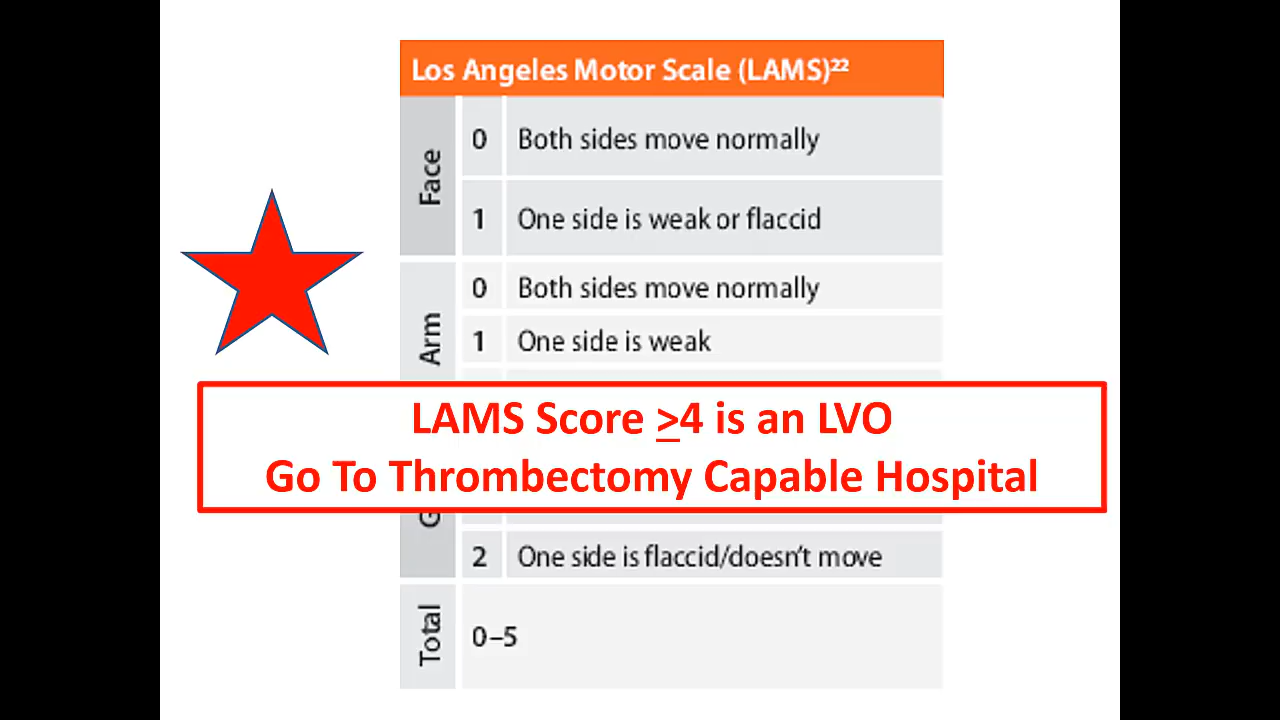 Los Angeles Motor Scale (LAMS)²²
Face
0 Both sides move normally
1 One side is weak or flaccid
Arm
0 Both sides move normally
1 One side is weak
LAMS Score ≥4 is an LVO
Go To Thrombectomy Capable Hospital
2 One side is flaccid/doesn't move
Total
0–5